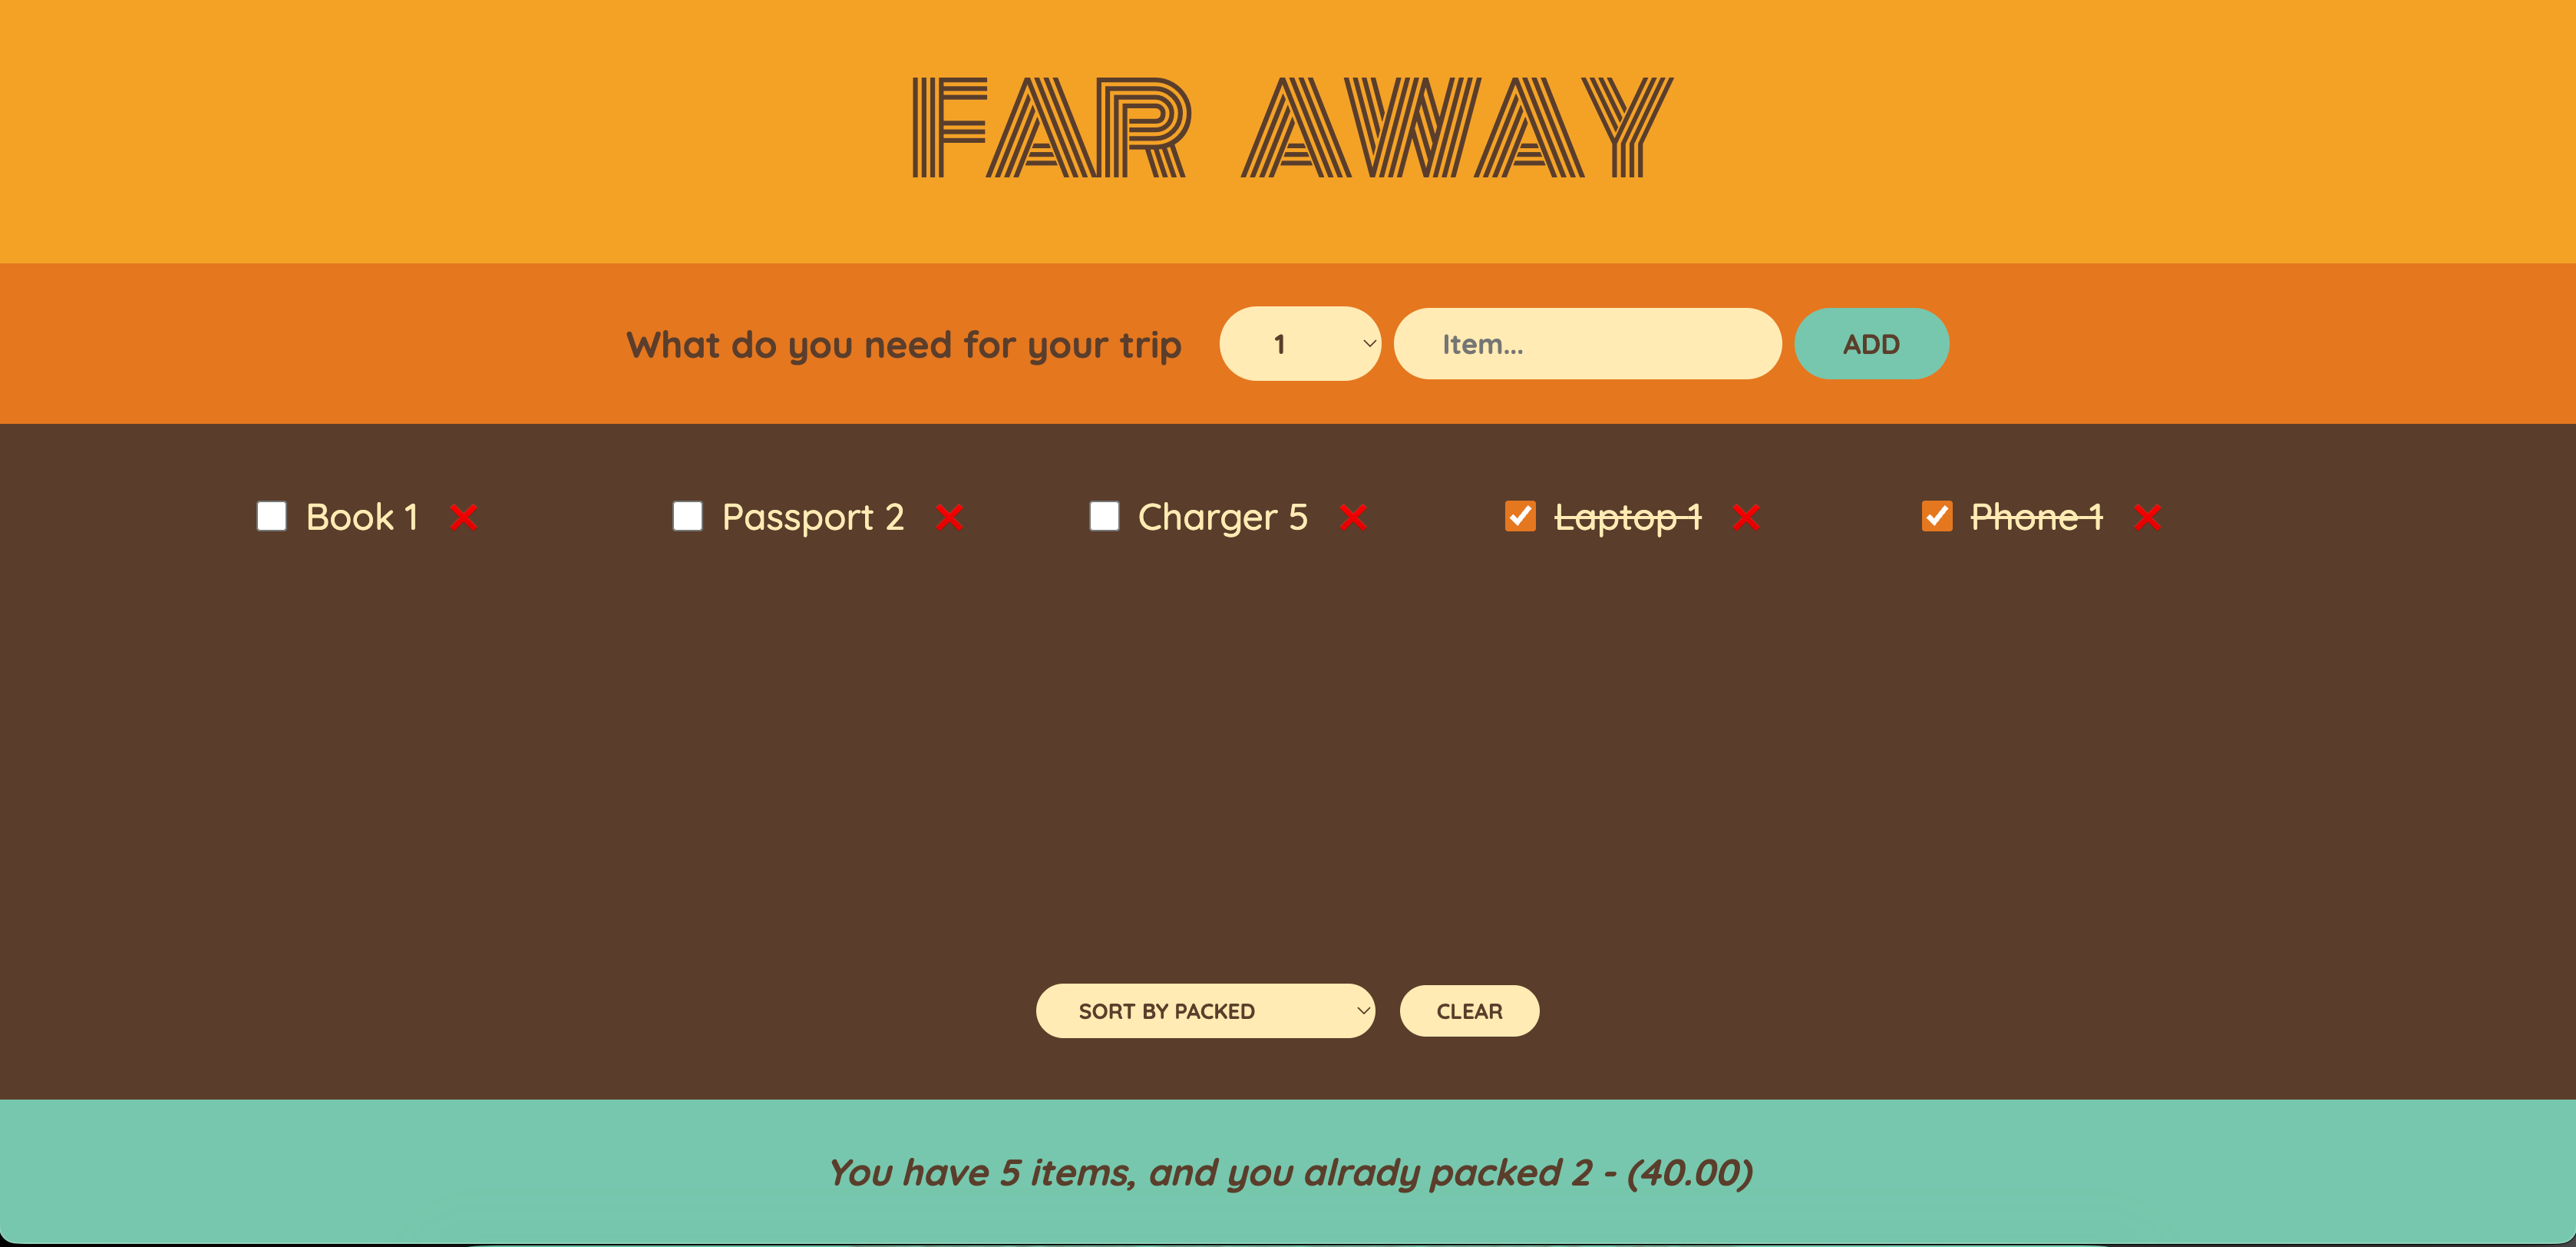 FAR AWAY
What do you need for your trip 1 Item... ADD
Book 1 Passport 2 Charger 5 Laptop 1 Phone 1
SORT BY PACKED CLEAR
You have 5 items, and you alrady packed 2 - (40.00)